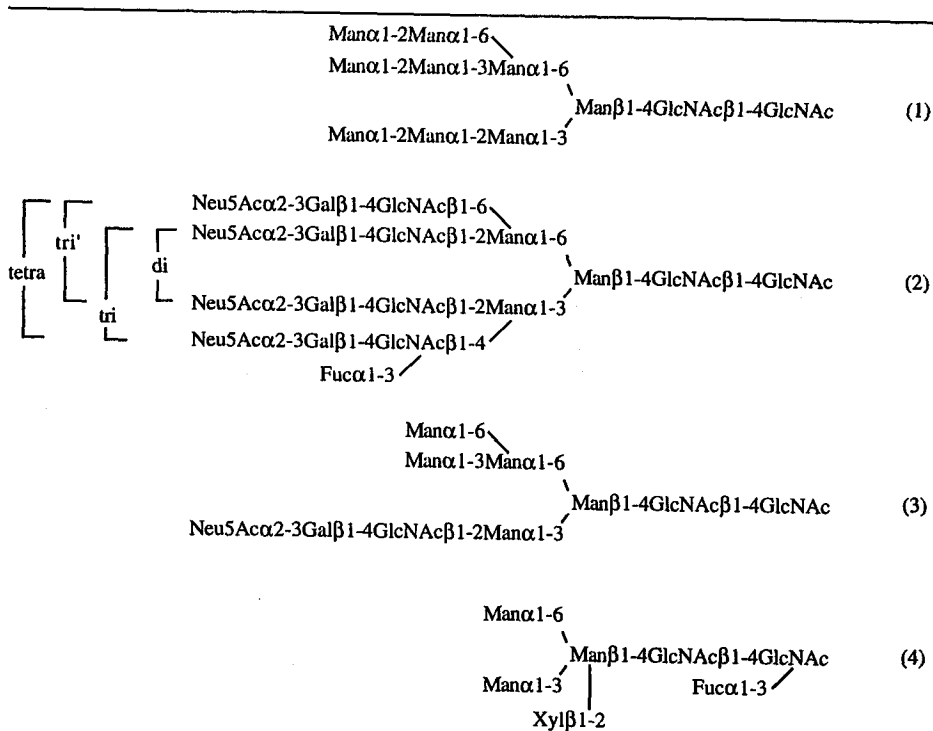 Manα1-2Manα1-6
Manα1-2Manα1-3Manα1-6
Manβ1-4GlcNAcβ1-4GlcNAc (1)
Manα1-2Manα1-2Manα1-3
Neu5Acα2-3Galβ1-4GlcNAcβ1-6
tri' Neu5Acα2-3Galβ1-4GlcNAcβ1-2Manα1-6
tetra di Manβ1-4GlcNAcβ1-4GlcNAc (2)
tri Neu5Acα2-3Galβ1-4GlcNAcβ1-2Manα1-3
Neu5Acα2-3Galβ1-4GlcNAcβ1-4
Fucα1-3
Manα1-6
Manα1-3Manα1-6
Manβ1-4GlcNAcβ1-4GlcNAc (3)
Neu5Acα2-3Galβ1-4GlcNAcβ1-2Manα1-3
Manα1-6
Manβ1-4GlcNAcβ1-4GlcNAc (4)
Manα1-3 Fucα1-3
Xylβ1-2